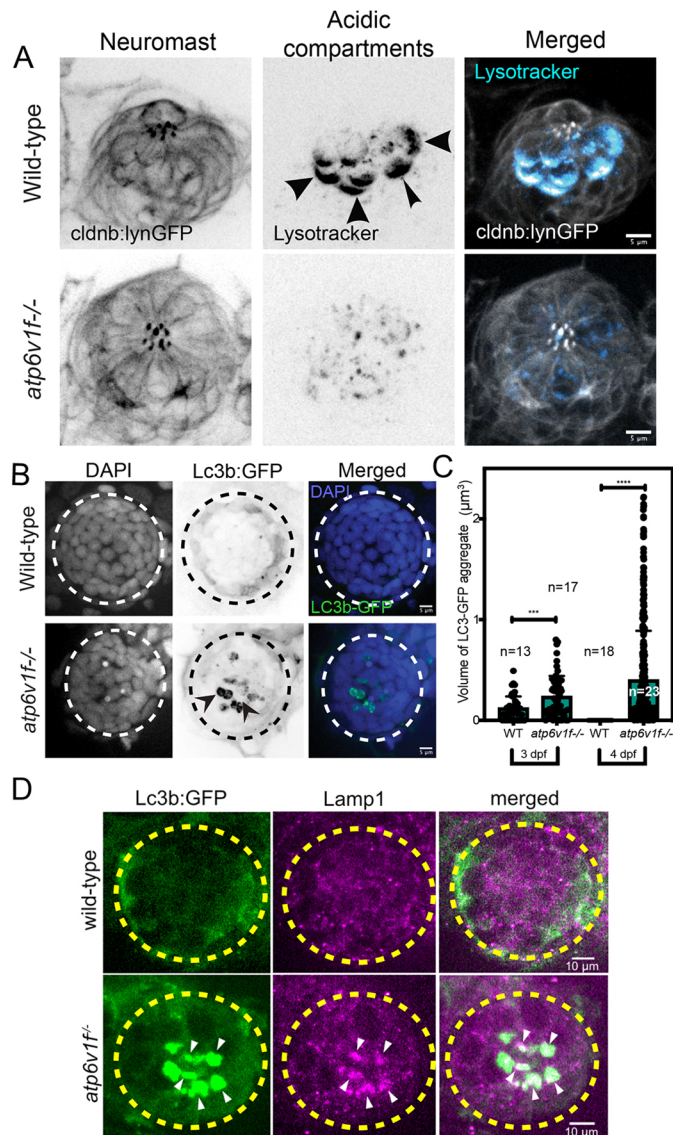 Neuromast
Acidic
compartments
Merged
A
Wild-type
cldnb:lynGFP
Lysotracker
Lysotracker
cldnb:lynGFP
5 µm
atp6v1f-/-
5 µm
B
DAPI
Lc3b:GFP
Merged
Wild-type
DAPI
LC3b-GFP
5 µm
atp6v1f-/-
5 µm
C
Volume of LC3-GFP aggregate (µm³)
2
1
0
****
***
n=17
n=13
n=18
n=23
WT atp6v1f-/- WT atp6v1f-/-
3 dpf 4 dpf
D
Lc3b:GFP
Lamp1
merged
wild-type
10 µm
atp6v1f-/-
10 µm